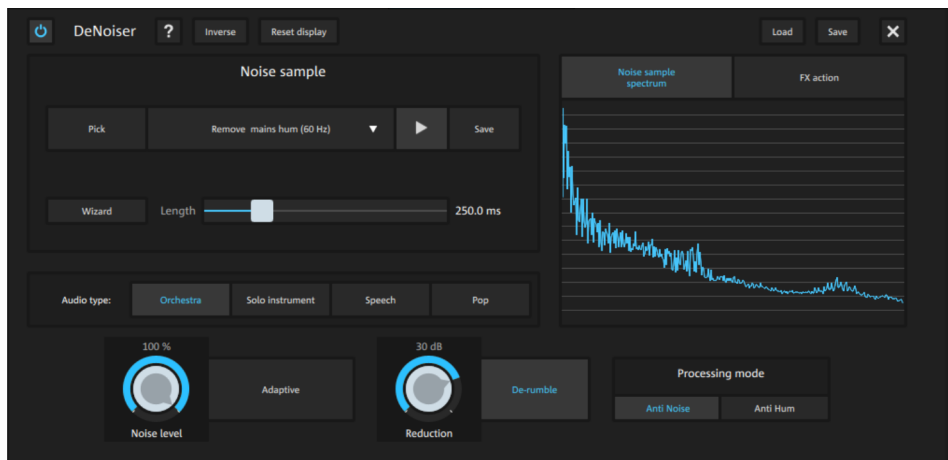 DeNoiser ? Inverse Reset display Load Save
Noise sample
Pick Remove mains hum (60 Hz) Save
Wizard Length 250.0 ms
Noise sample
spectrum
FX action
Audio type: Orchestra Solo instrument Speech Pop
100 %
Noise level
Adaptive
30 dB
Reduction
De-rumble
Processing mode
Anti Noise Anti Hum